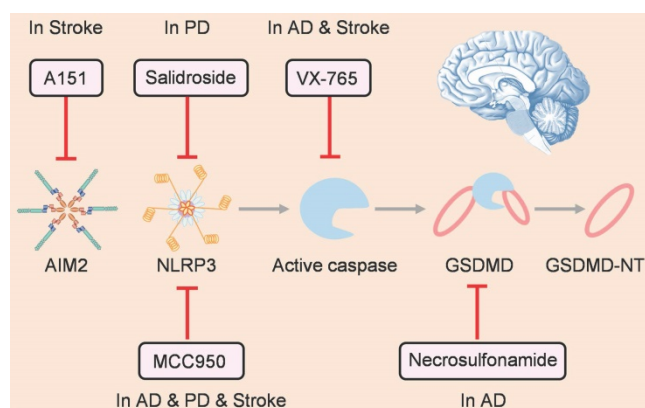 In Stroke
In PD
In AD & Stroke
A151
Salidroside
VX-765
AIM2
NLRP3
Active caspase
GSDMD
GSDMD-NT
MCC950
Necrosulfonamide
In AD & PD & Stroke
In AD